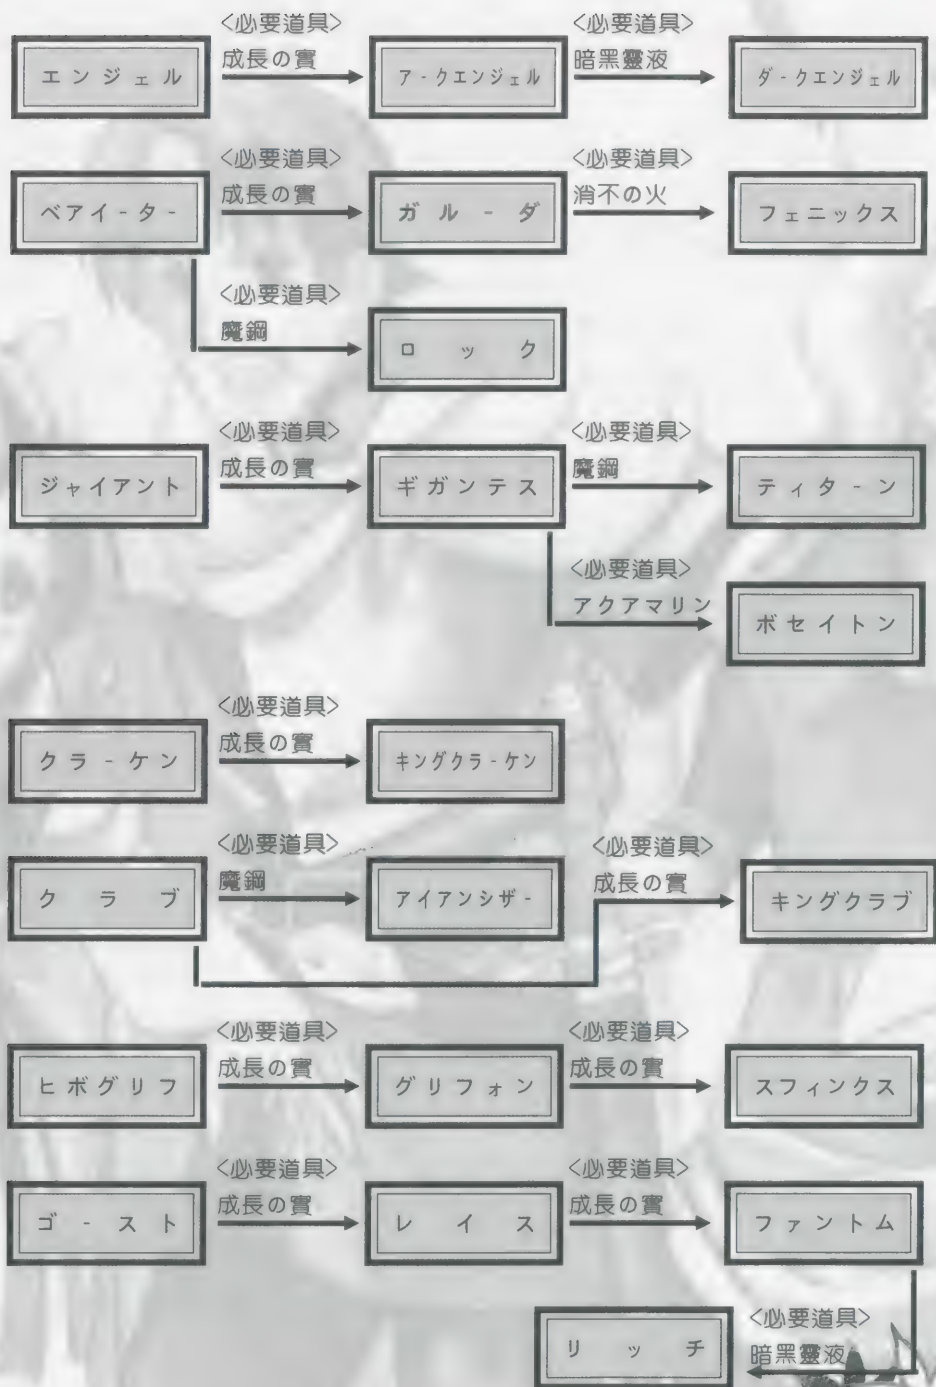 <必要道具>
成長の實
<必要道具>
暗黑靈液
エンジェル
ア-クエンジェル
ダ-クエンジェル
<必要道具>
成長の實
<必要道具>
消不の火
ベアイ-タ-
ガル-ダ
フェニックス
<必要道具>
魔鋼
ロック
<必要道具>
成長の實
<必要道具>
魔鋼
ジャイアント
ギガンテス
ティタ-ン
<必要道具>
アクアマリン
ボセイトン
<必要道具>
成長の實
クラ-ケン
キングクラ-ケン
<必要道具>
魔鋼
<必要道具>
成長の實
クラブ
アイアンシザ-
キングクラブ
<必要道具>
成長の實
<必要道具>
成長の實
ヒボグリフ
グリフォン
スフィンクス
<必要道具>
成長の實
<必要道具>
成長の實
ゴ-スト
レイス
ファントム
<必要道具>
暗黑靈液
リッチ